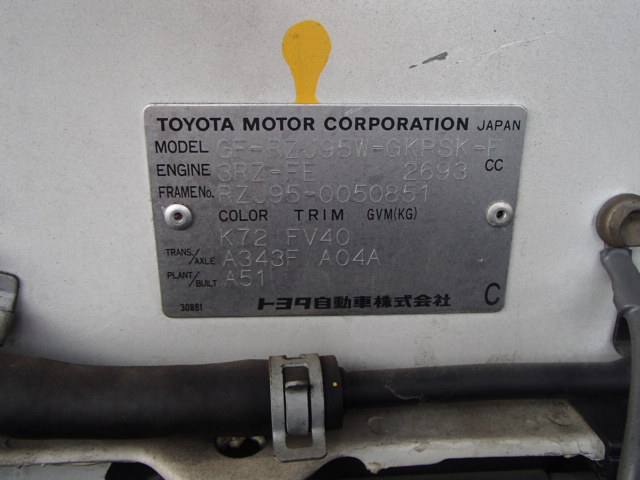 TOYOTA MOTOR CORPORATION JAPAN
MODEL GF-RZJ95W-GKPSK-F
ENGINE 3RZ-FE 2693 CC
FRAME No. RZJ95-0050851
COLOR TRIM GVM(KG)
K72 FV40
TRANS./AXLE A343F A04A
PLANT/BUILT A51
30881 トヨタ自動車株式会社 C